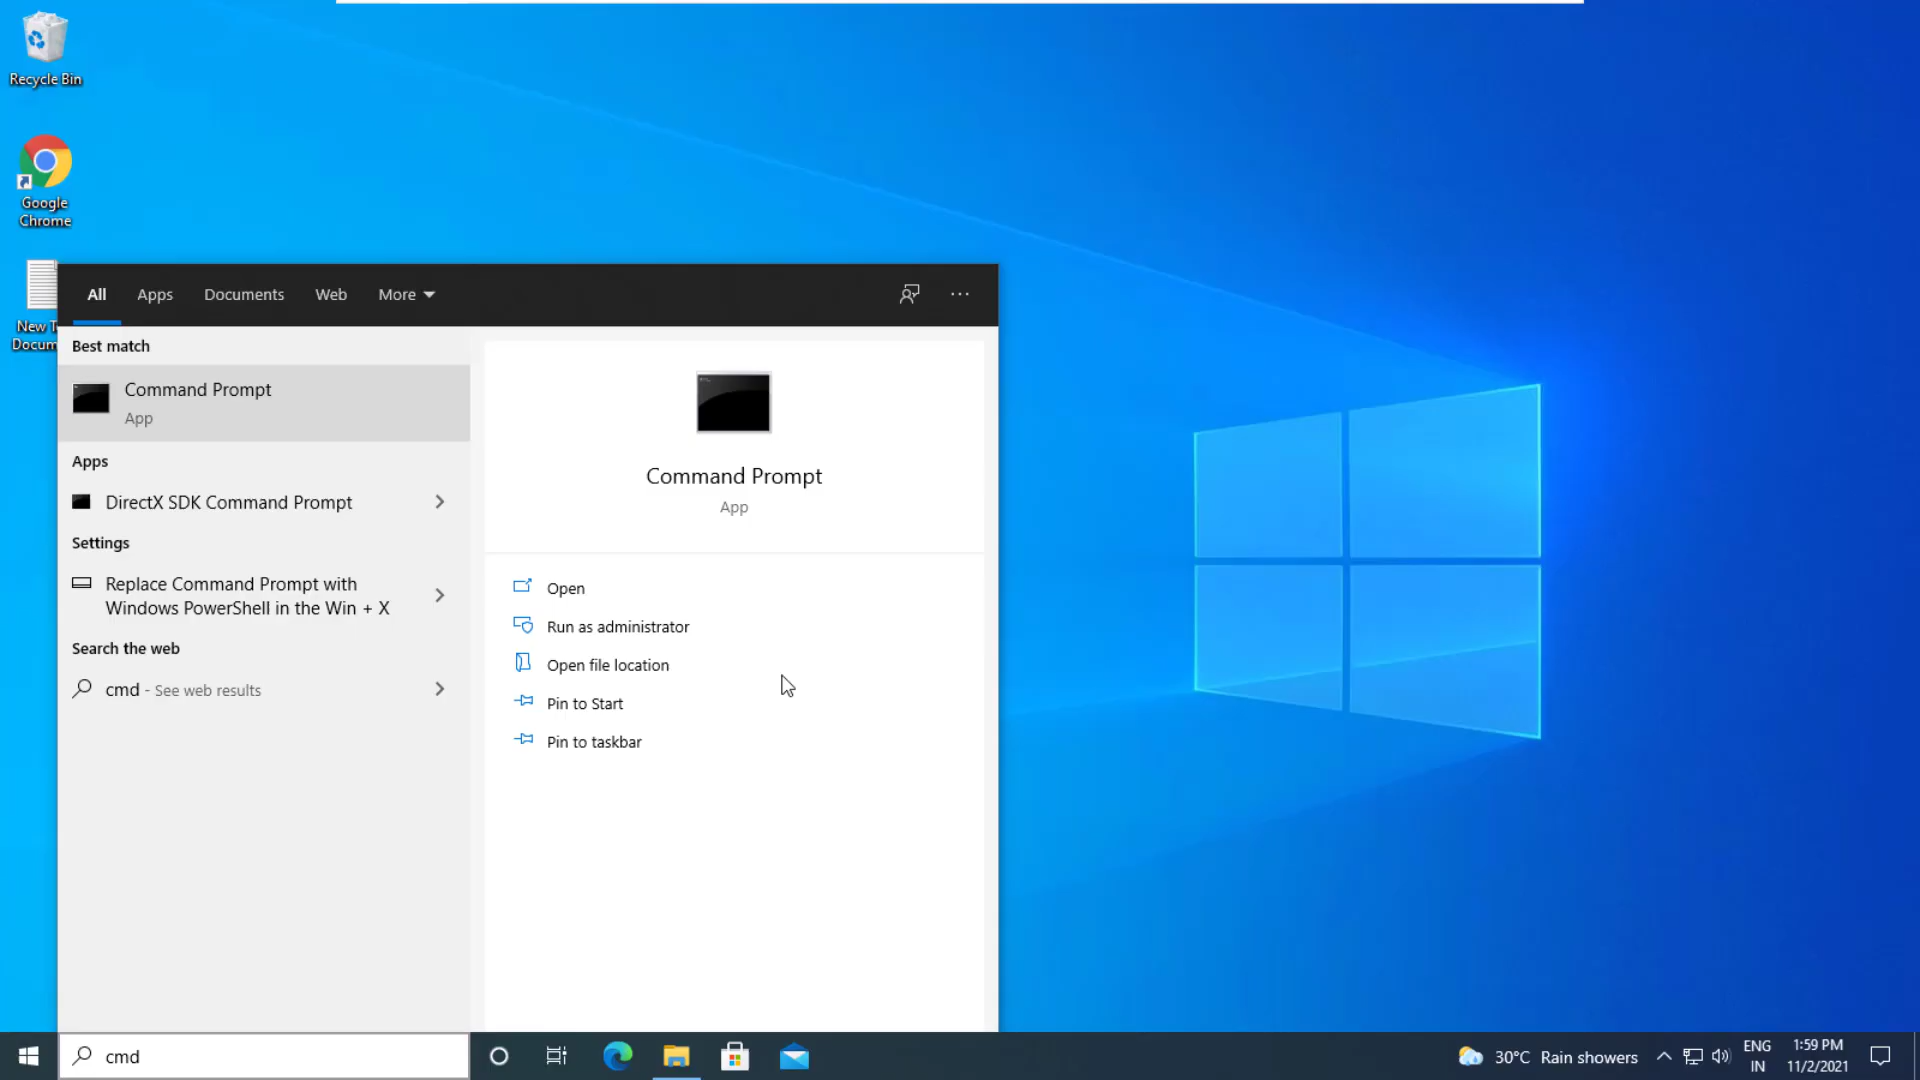 Recycle Bin
Google
Chrome
New T
Docum
All
Apps
Documents
Web
More
Best match
Command Prompt
App
Apps
DirectX SDK Command Prompt
Settings
Replace Command Prompt with
Windows PowerShell in the Win + X
Search the web
cmd - See web results
Command Prompt
App
Open
Run as administrator
Open file location
Pin to Start
Pin to taskbar
cmd
30°C Rain showers
ENG
IN
1:59 PM
11/2/2021